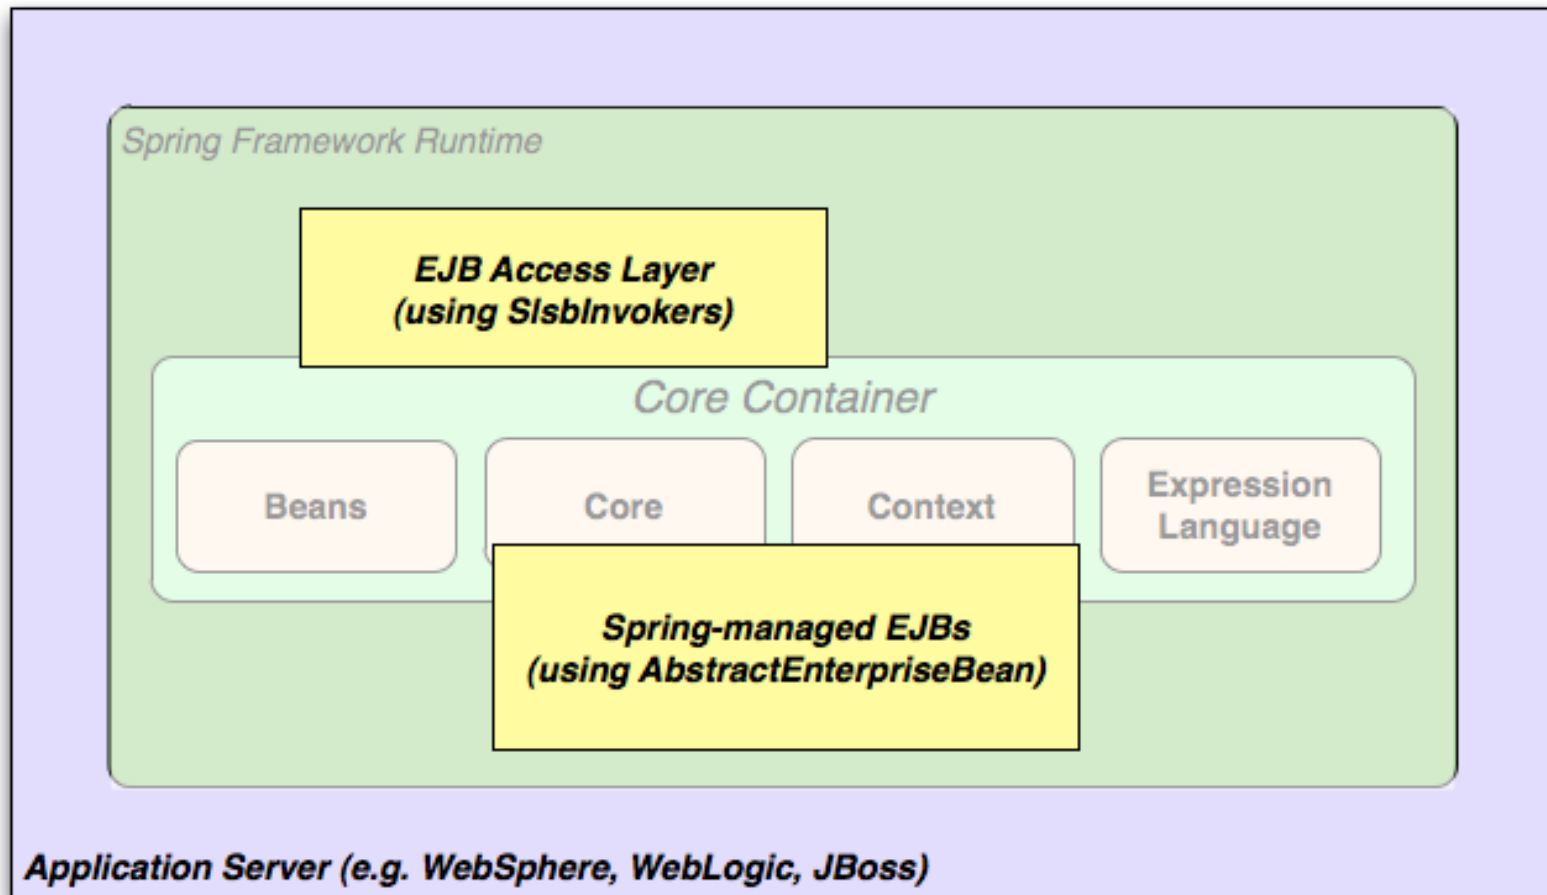 Spring Framework Runtime
EJB Access Layer
(using SlsbInvokers)
Core Container
Beans
Core
Context
Expression
Language
Spring-managed EJBs
(using AbstractEnterpriseBean)
Application Server (e.g. WebSphere, WebLogic, JBoss)